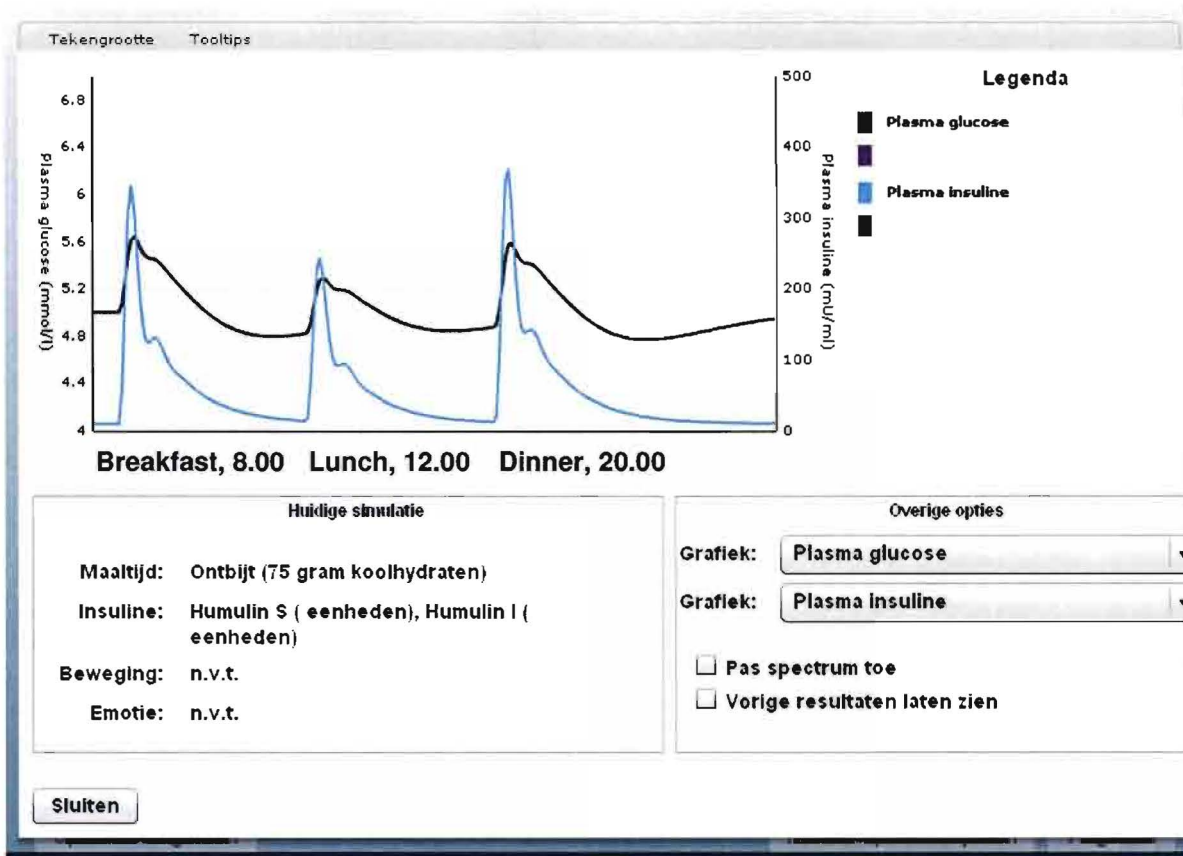 Tekengrootte Tooltips
Legenda
Plasma glucose
Plasma insuline
Plasma glucose (mmol/l)
6.8
6.4
6
5.6
5.2
4.8
4.4
4
500
400
300
200
100
0
Plasma insuline (mU/ml)
Breakfast, 8.00 Lunch, 12.00 Dinner, 20.00
Huidige simulatie
Maaltijd: Ontbijt (75 gram koolhydraten)
Insuline: Humulin S ( eenheden), Humulin I (
eenheden)
Beweging: n.v.t.
Emotie: n.v.t.
Overige opties
Grafiek: Plasma glucose
Grafiek: Plasma insuline
Pas spectrum toe
Vorige resultaten laten zien
Sluiten